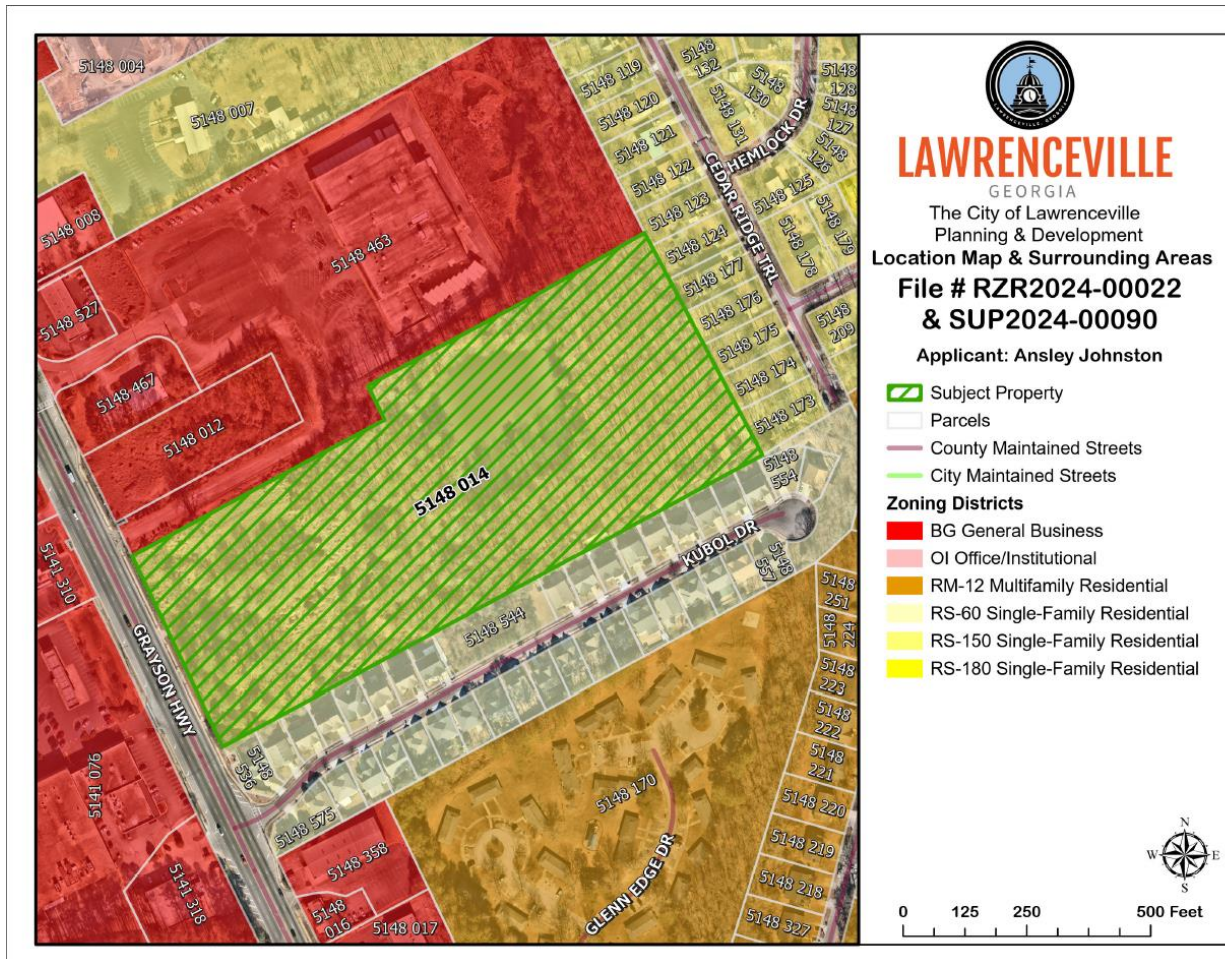 5148 004
5148 007
5148 008
5148 463
5148 527
5148 467
5148 012
5148 119
5148 120
5148 121
5148 122
5148 123
5148 124
5148 177
5148 176
5148 175
5148 174
5148 173
5148
132
5148
130
5148 131
5148
128
5148
127
5148
126
5148 125
5148 178
5148 179
5148
209
HEMLOCK DR
CEDAR RIDGE TRL
5148 014
5148
554
KUBOL DR
5148
557
5148 544
5148
536
5148 575
GRAYSON HWY
5141 310
5141 076
5141 318
5148 358
5148
016
5148 017
5148 170
GLENN EDGE DR
5148
251
5148
224
5148
223
5148
222
5148
221
5148 220
5148 219
5148 218
5148 327
LAWRENCEVILLE, GEORGIA
LAWRENCEVILLE
GEORGIA
The City of Lawrenceville
Planning & Development
Location Map & Surrounding Areas
File # RZR2024-00022
& SUP2024-00090
Applicant: Ansley Johnston
Subject Property
Parcels
County Maintained Streets
City Maintained Streets
Zoning Districts
BG General Business
OI Office/Institutional
RM-12 Multifamily Residential
RS-60 Single-Family Residential
RS-150 Single-Family Residential
RS-180 Single-Family Residential
N
W E
S
0 125 250 500 Feet